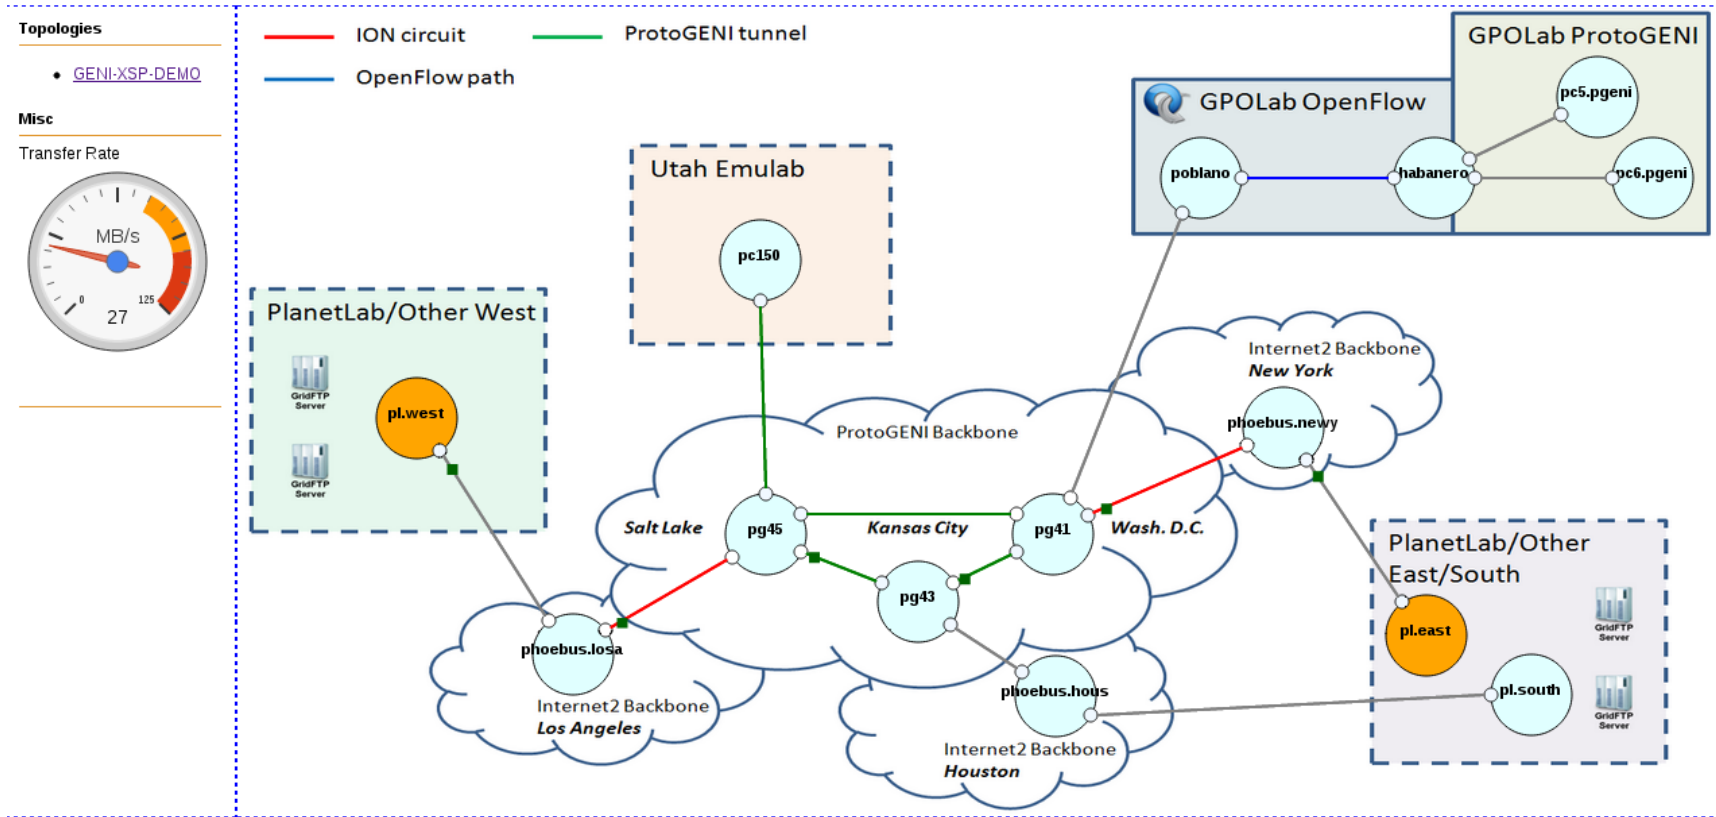 Topologies
GENI-XSP-DEMO
Misc
Transfer Rate
MB/s
0
125
27
ION circuit
ProtoGENI tunnel
OpenFlow path
GPOLab ProtoGENI
pc5.pgeni
GPOLab OpenFlow
poblano
habanero
pc6.pgeni
Utah Emulab
pc150
PlanetLab/Other West
GridFTP
Server
pl.west
GridFTP
Server
Internet2 Backbone
New York
phoebus.newy
ProtoGENI Backbone
Salt Lake
pg45
Kansas City
pg41
Wash. D.C.
pg43
PlanetLab/Other
East/South
GridFTP
Server
pl.east
phoebus.losa
Internet2 Backbone
Los Angeles
phoebus.hous
Internet2 Backbone
Houston
pl.south
GridFTP
Server